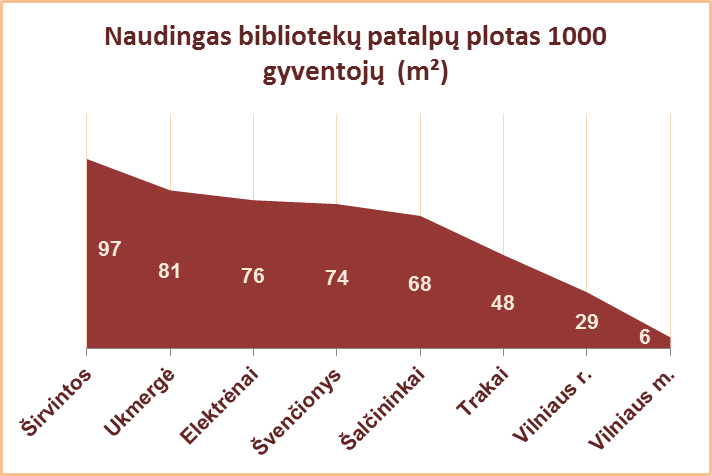 Naudingas bibliotekų patalpų plotas 1000
gyventojų  (m²)
97
81
76
74
68
48
29
6
Širvintos
Ukmergė
Elektrėnai
Švenčionys
Šalčininkai
Trakai
Vilniaus r.
Vilniaus m.